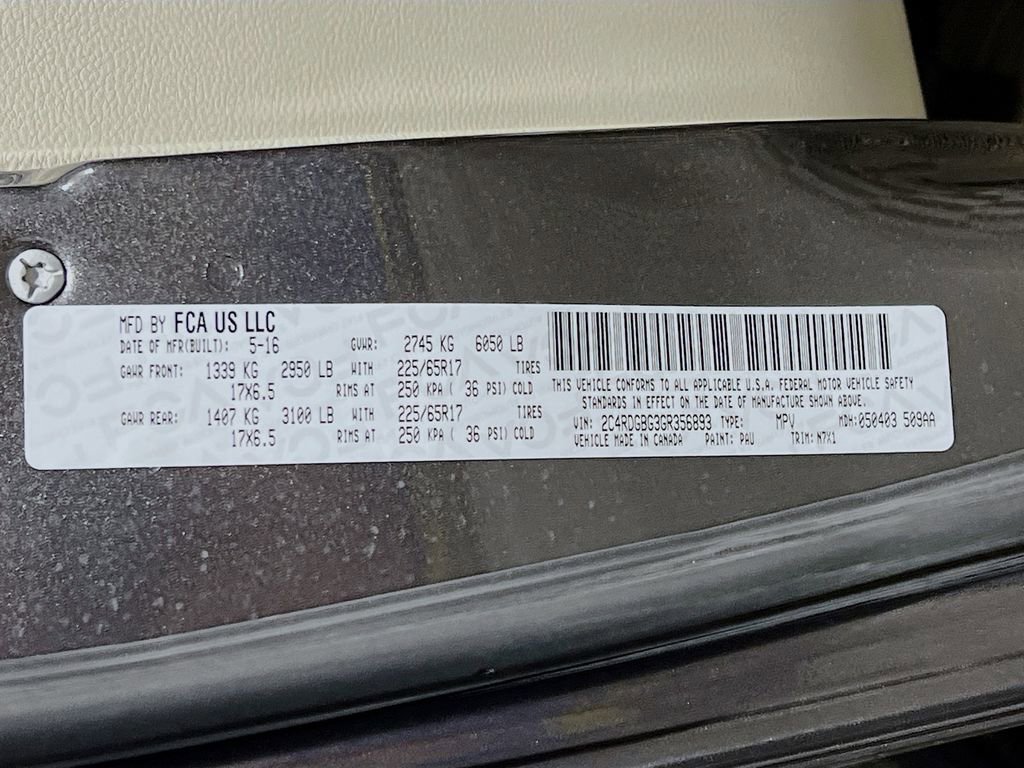 MFD BY FCA US LLC
DATE OF MFR(BUILT): 5-16 GVWR: 2745 KG 6050 LB
GAWR FRONT: 1339 KG 2950 LB WITH 225/65R17 TIRES
17X6.5 RIMS AT 250 KPA ( 36 PSI) COLD
GAWR REAR: 1407 KG 3100 LB WITH 225/65R17 TIRES
17X6.5 RIMS AT 250 KPA ( 36 PSI) COLD
THIS VEHICLE CONFORMS TO ALL APPLICABLE U.S.A. FEDERAL MOTOR VEHICLE SAFETY
STANDARDS IN EFFECT ON THE DATE OF MANUFACTURE SHOWN ABOVE.
VIN: 2C4RDGBG3GR356893 TYPE: MPV MDH:050403 509AA
VEHICLE MADE IN CANADA PAINT: PAU TRIM: N7X1